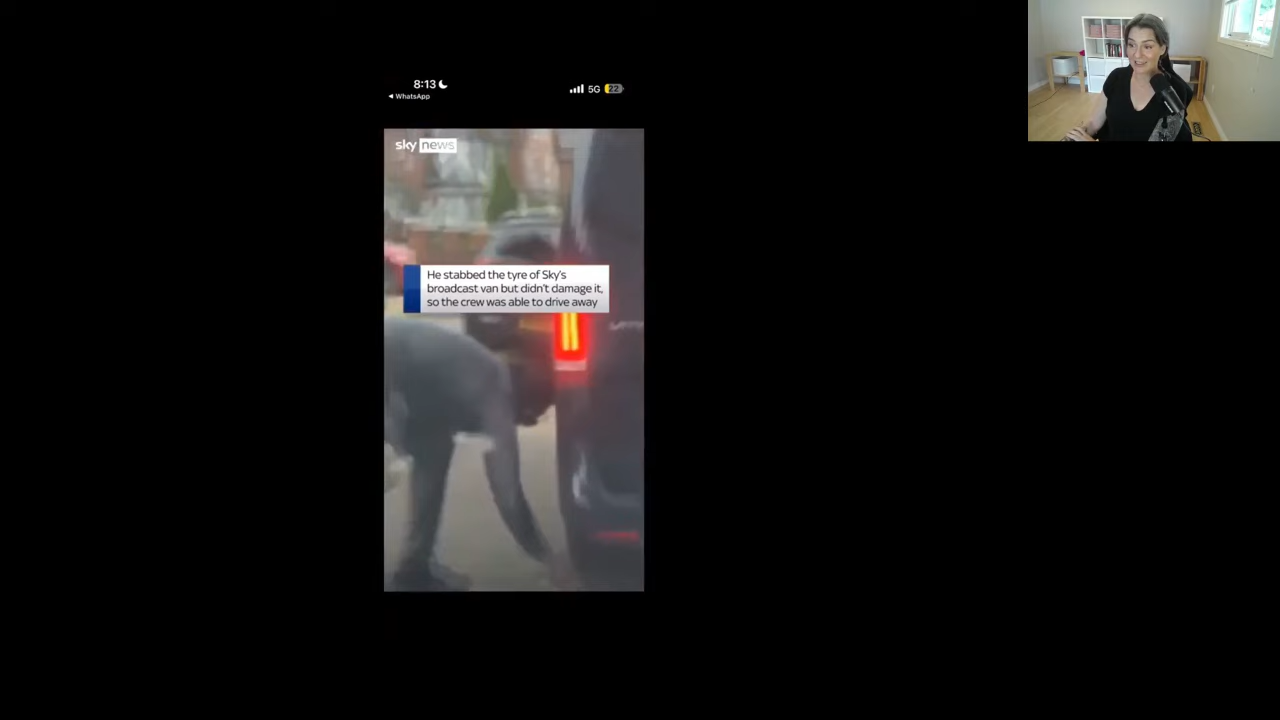 8:13
5G 22
◀ WhatsApp
sky news
He stabbed the tyre of Sky's
broadcast van but didn't damage it,
so the crew was able to drive away